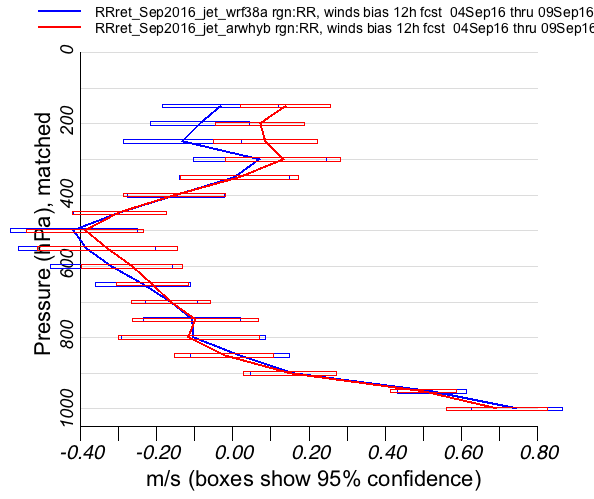 RRret_Sep2016_jet_wrf38a rgn:RR, winds bias 12h fcst 04Sep16 thru 09Sep16
RRret_Sep2016_jet_arwhyb rgn:RR, winds bias 12h fcst 04Sep16 thru 09Sep16
0
200
400
600
800
1000
Pressure (hPa), matched
-0.40 -0.20 0.00 0.20 0.40 0.60 0.80
m/s (boxes show 95% confidence)